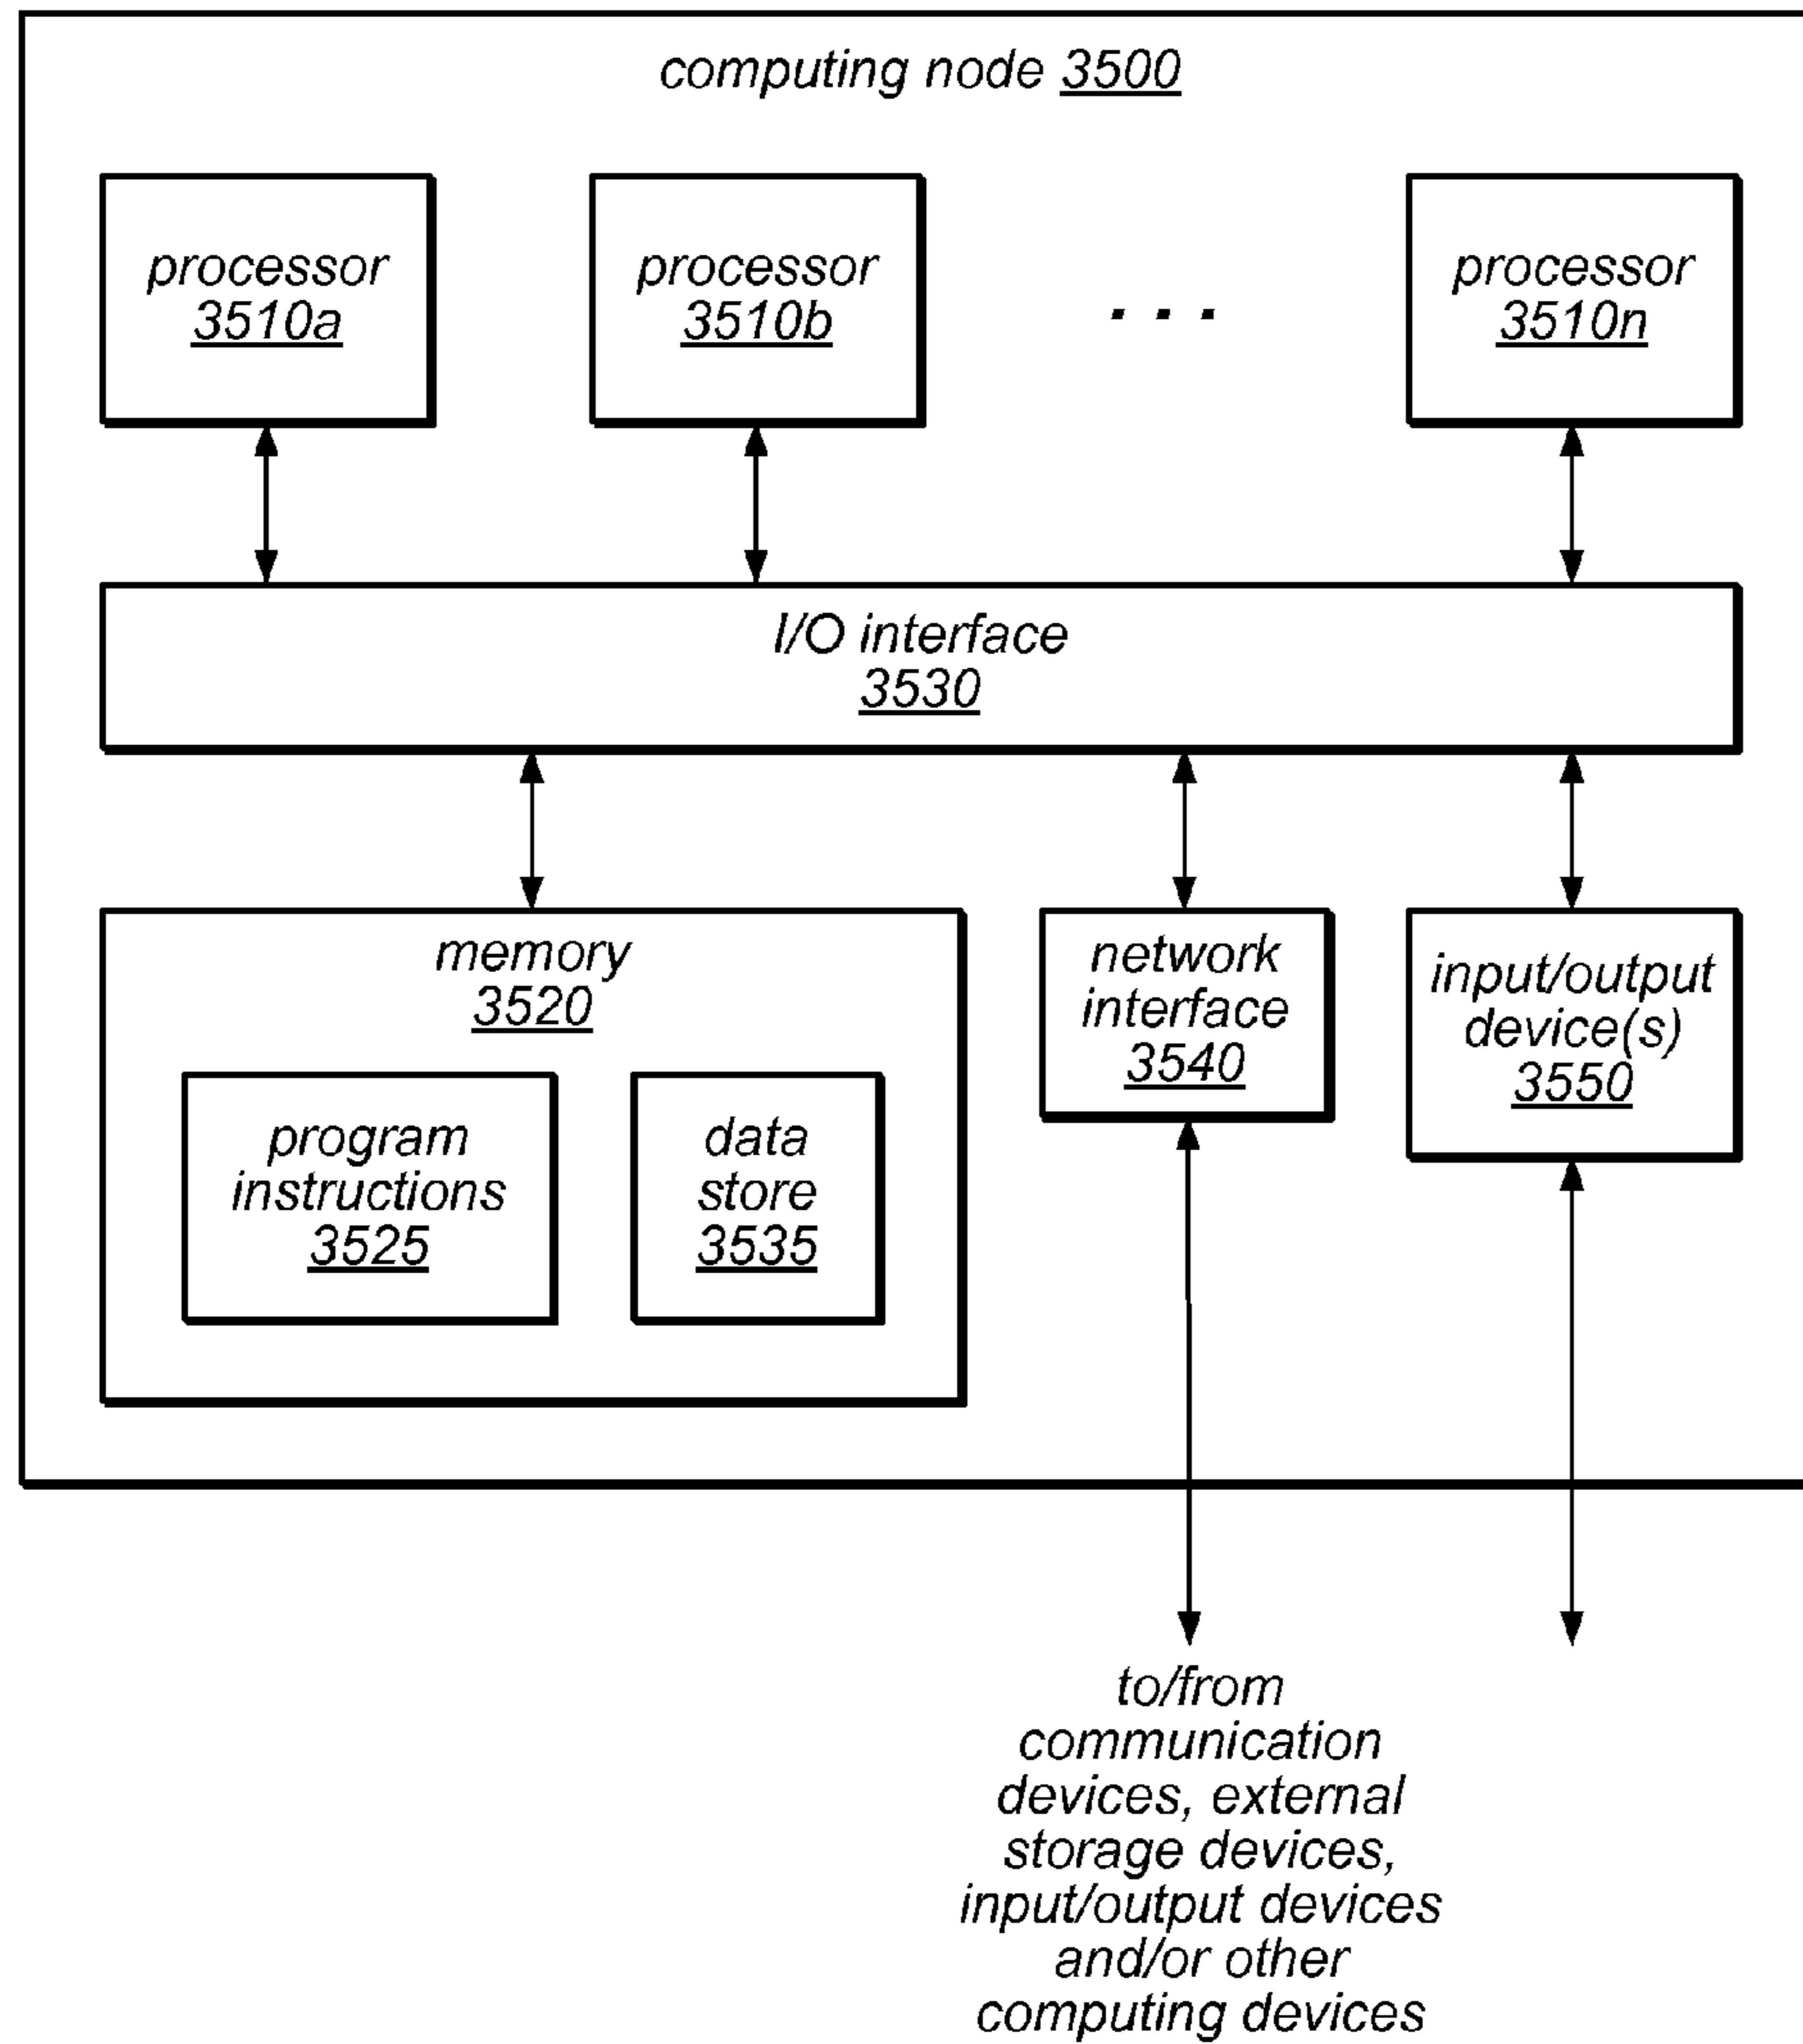 computing node 3500
processor
3510a
processor
3510b
. . .
processor
3510n
I/O interface
3530
memory
3520
program
instructions
3525
data
store
3535
network
interface
3540
input/output
device(s)
3550
to/from
communication
devices, external
storage devices,
input/output devices
and/or other
computing devices